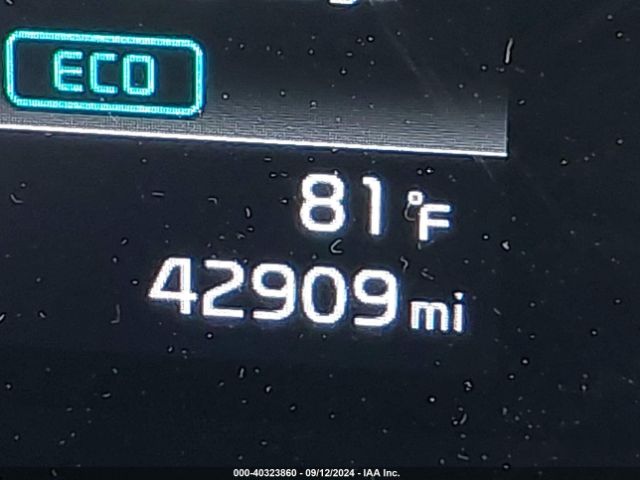 ECO
81°F
42909 mi
000-40323860 - 09/12/2024 - IAA Inc.